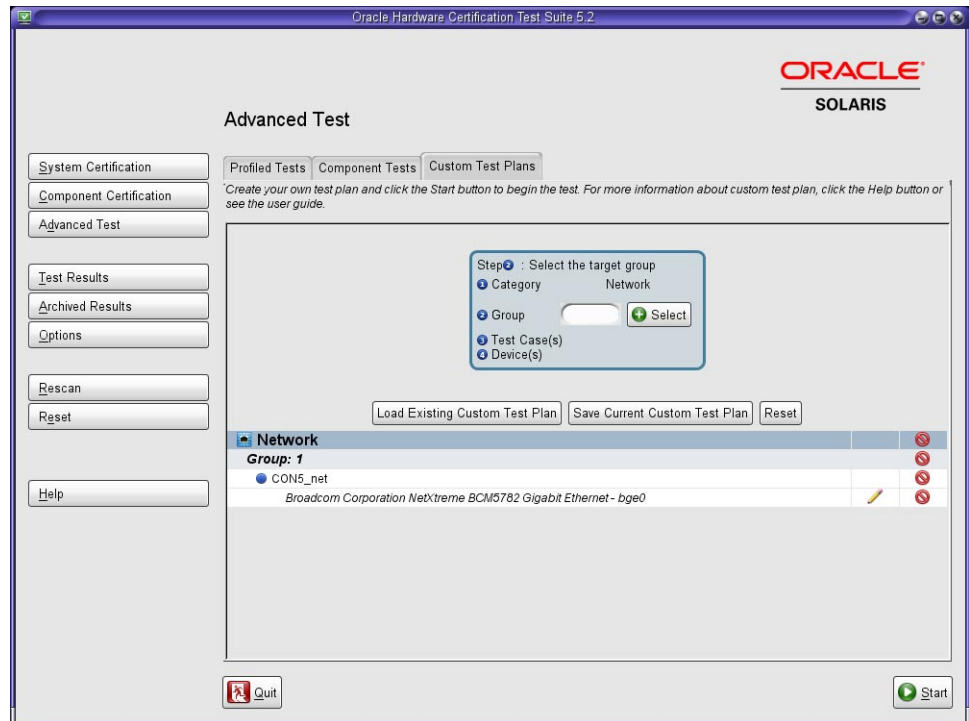 Oracle Hardware Certification Test Suite 5.2
ORACLE
SOLARIS
Advanced Test
System Certification
Component Certification
Advanced Test
Test Results
Archived Results
Options
Rescan
Reset
Help
Profiled Tests
Component Tests
Custom Test Plans
Create your own test plan and click the Start button to begin the test. For more information about custom test plan, click the Help button or
see the user guide.
Step2 : Select the target group
1 Category Network
2 Group Select
3 Test Case(s)
4 Device(s)
Load Existing Custom Test Plan Save Current Custom Test Plan Reset
Network
Group: 1
CON5_net
Broadcom Corporation NetXtreme BCM5782 Gigabit Ethernet - bge0
Quit
Start